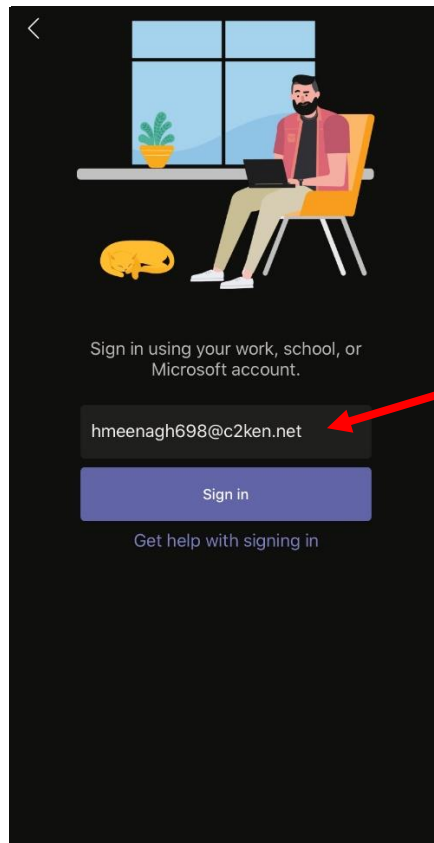 Sign in using your work, school, or
Microsoft account.
hmeenagh698@c2ken.net
Sign in
Get help with signing in